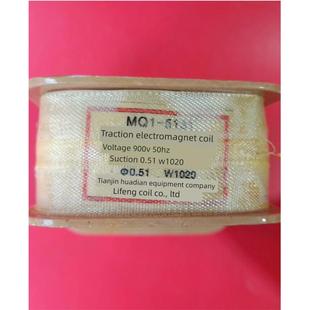 MQ1-5131
Traction electromagnet coil
Voltage 900v 50hz
Suction 0.51 w1020
Φ0.51 W1020
Tianjin huadian equipment company
Lifeng coil co., ltd